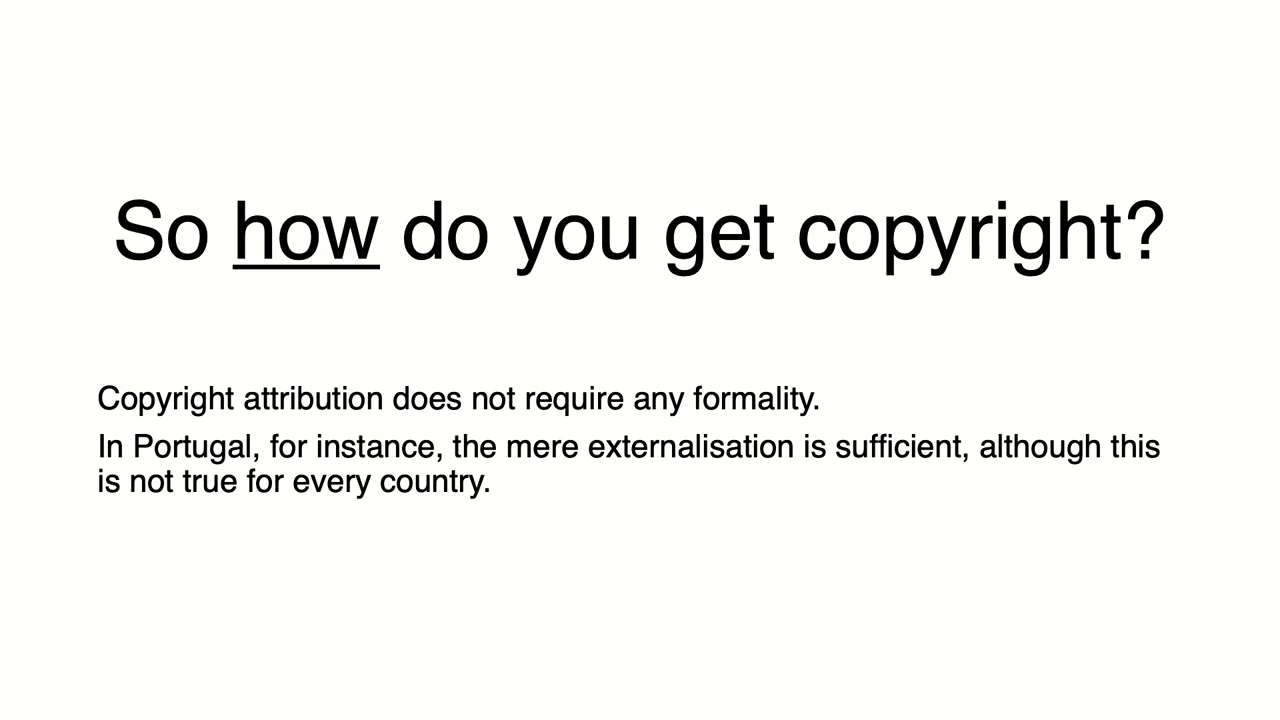 So how do you get copyright?
Copyright attribution does not require any formality.
In Portugal, for instance, the mere externalisation is sufficient, although this
is not true for every country.